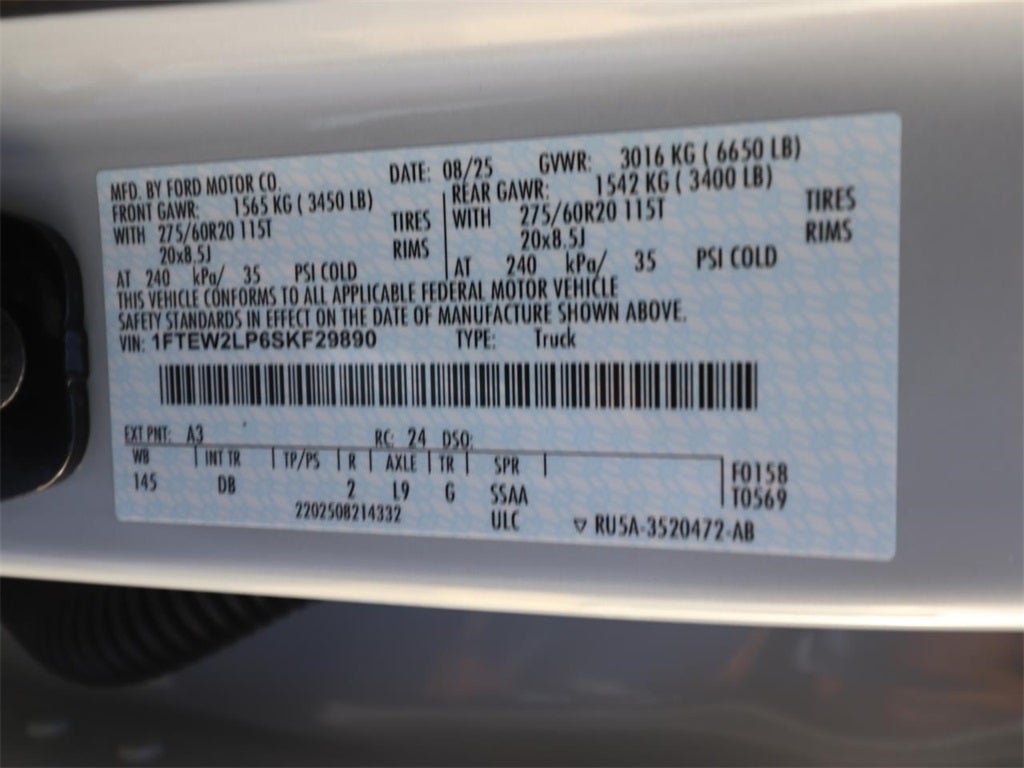 MFD. BY FORD MOTOR CO. DATE: 08/25 GVWR: 3016 KG ( 6650 LB)
FRONT GAWR: 1565 KG ( 3450 LB) REAR GAWR: 1542 KG ( 3400 LB)
WITH 275/60R20 115T TIRES WITH 275/60R20 115T TIRES
20x8.5J RIMS 20x8.5J RIMS
AT 240 kPa/ 35 PSI COLD AT 240 kPa/ 35 PSI COLD
THIS VEHICLE CONFORMS TO ALL APPLICABLE FEDERAL MOTOR VEHICLE
SAFETY STANDARDS IN EFFECT ON THE DATE OF MANUFACTURE SHOWN ABOVE.
VIN: 1FTEW2LP6SKF29890 TYPE: Truck
EXT PNT: A3 RC: 24 DSO:
WB INT TR TP/PS R AXLE TR SPR F0158
145 DB 2 L9 G SSAA T0569
2202508214332 ULC ▽ RU5A-3520472-AB